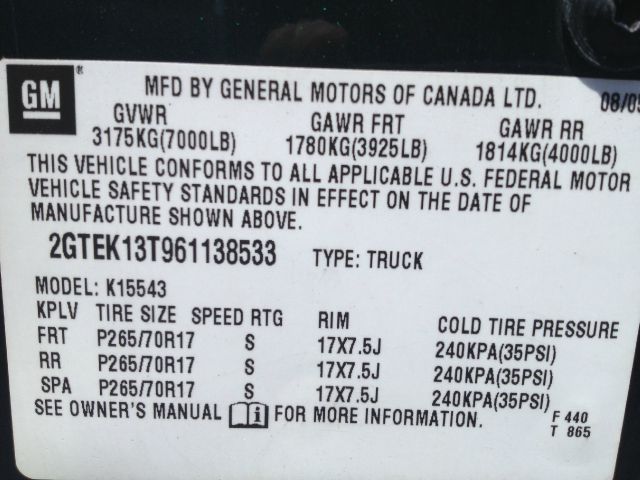 GM ®
MFD BY GENERAL MOTORS OF CANADA LTD. 08/05
GVWR GAWR FRT GAWR RR
3175KG(7000LB) 1780KG(3925LB) 1814KG(4000LB)
THIS VEHICLE CONFORMS TO ALL APPLICABLE U.S. FEDERAL MOTOR
VEHICLE SAFETY STANDARDS IN EFFECT ON THE DATE OF
MANUFACTURE SHOWN ABOVE.
2GTEK13T961138533 TYPE: TRUCK
MODEL: K15543
KPLV TIRE SIZE SPEED RTG RIM COLD TIRE PRESSURE
FRT P265/70R17 S 17X7.5J 240KPA(35PSI)
RR P265/70R17 S 17X7.5J 240KPA(35PSI)
SPA P265/70R17 S 17X7.5J 240KPA(35PSI)
SEE OWNER'S MANUAL i FOR MORE INFORMATION.
F 440
T 865